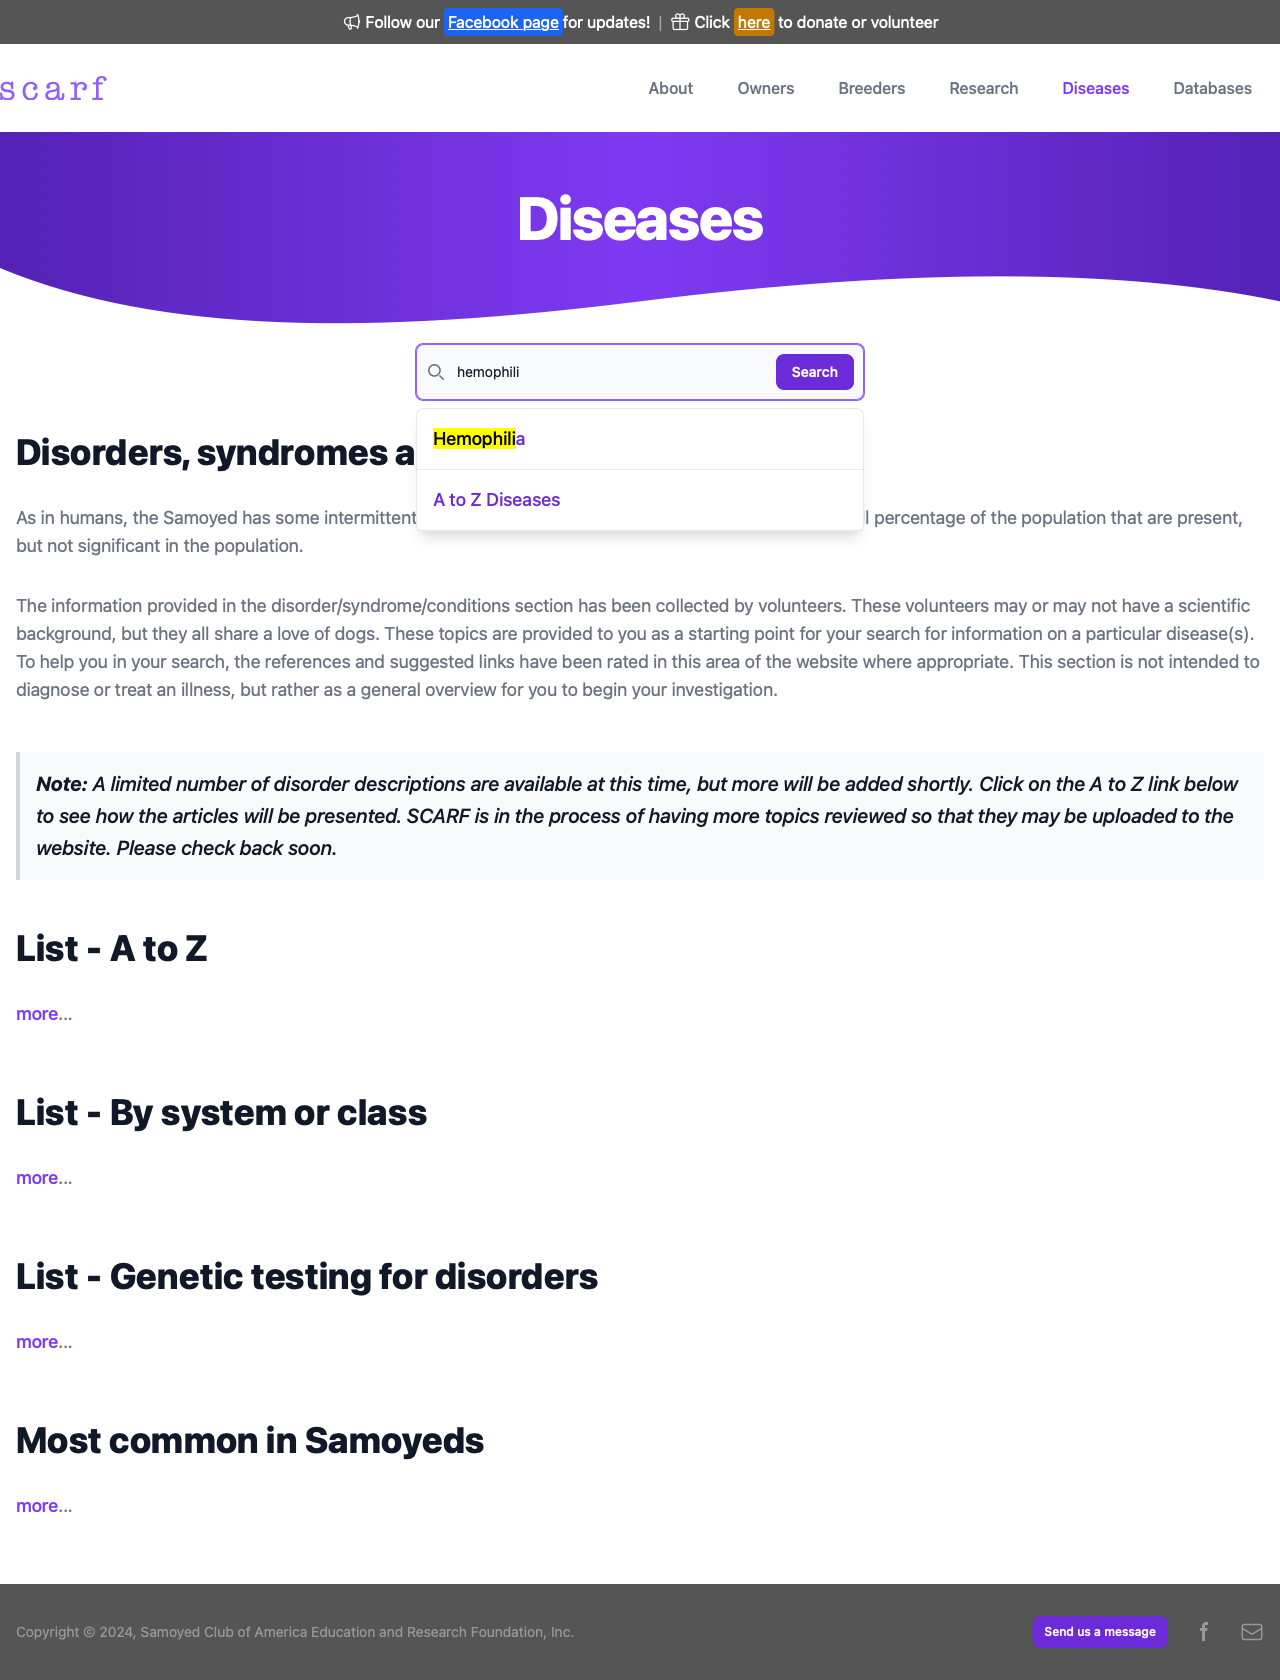 Follow our Facebook page for updates! | Click here to donate or volunteer
scarf
About Owners Breeders Research Diseases Databases
Diseases
hemophili
Search
Hemophilia
A to Z Diseases
Disorders, syndromes a
As in humans, the Samoyed has some intermittent percentage of the population that are present,
but not significant in the population.
The information provided in the disorder/syndrome/conditions section has been collected by volunteers. These volunteers may or may not have a scientific
background, but they all share a love of dogs. These topics are provided to you as a starting point for your search for information on a particular disease(s).
To help you in your search, the references and suggested links have been rated in this area of the website where appropriate. This section is not intended to
diagnose or treat an illness, but rather as a general overview for you to begin your investigation.
Note: A limited number of disorder descriptions are available at this time, but more will be added shortly. Click on the A to Z link below
to see how the articles will be presented. SCARF is in the process of having more topics reviewed so that they may be uploaded to the
website. Please check back soon.
List - A to Z
more...
List - By system or class
more...
List - Genetic testing for disorders
more...
Most common in Samoyeds
more...
Copyright © 2024, Samoyed Club of America Education and Research Foundation, Inc.
Send us a message